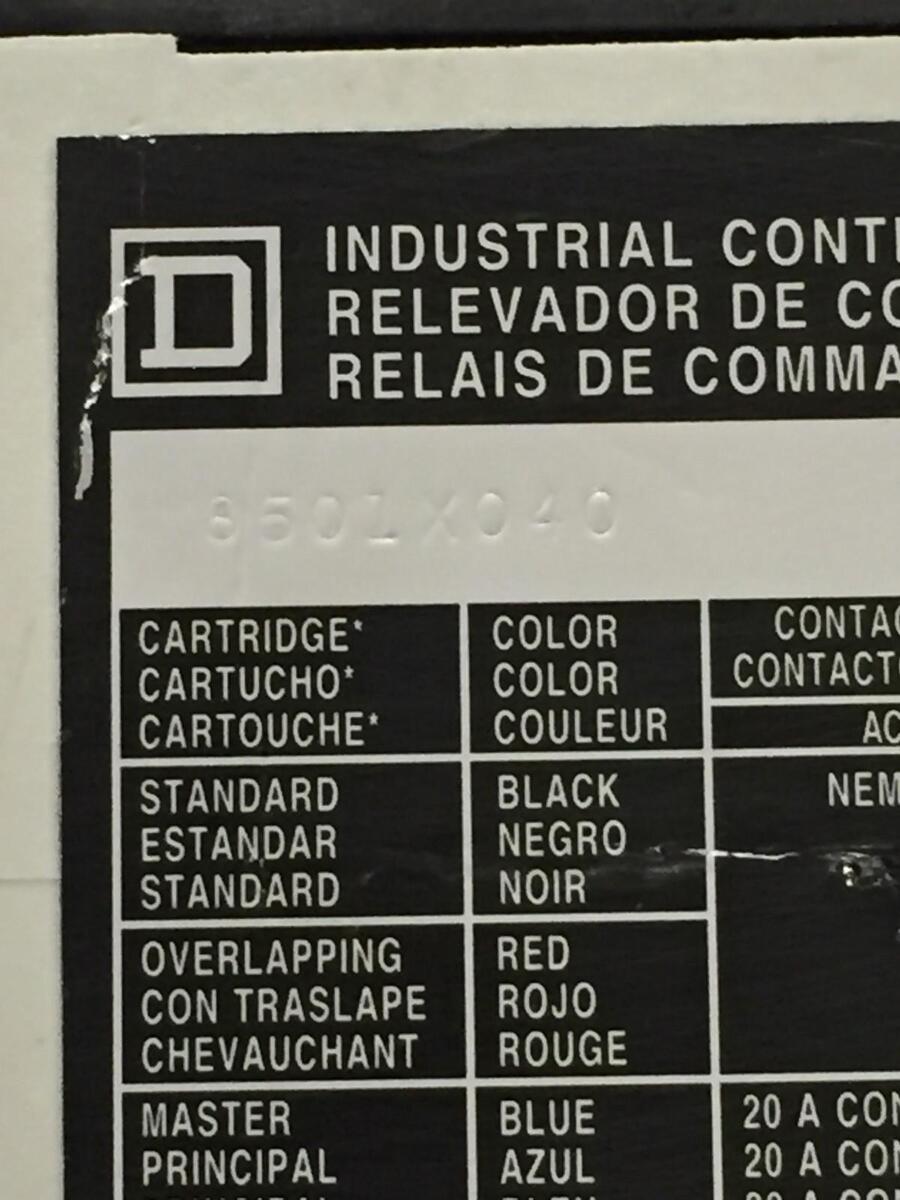 D
INDUSTRIAL CONT
RELEVADOR DE CO
RELAIS DE COMMA
8501X040
CARTRIDGE* COLOR CONTAC
CARTUCHO* COLOR CONTACTO
CARTOUCHE* COULEUR AC
STANDARD BLACK NEM
ESTANDAR NEGRO
STANDARD NOIR
OVERLAPPING RED
CON TRASLAPE ROJO
CHEVAUCHANT ROUGE
MASTER BLUE 20 A CON
PRINCIPAL AZUL 20 A CON